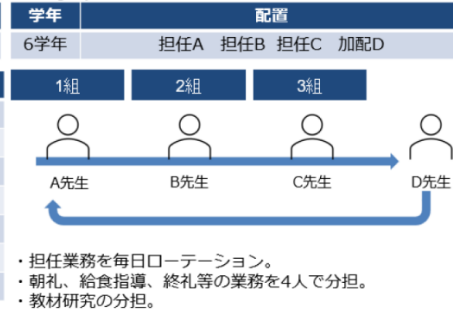 学年 配置
6学年 担任A 担任B 担任C 加配D
1組 2組 3組
A先生 B先生 C先生 D先生
・担任業務を毎日ローテーション。
・朝礼、給食指導、終礼等の業務を4人で分担。
・教材研究の分担。